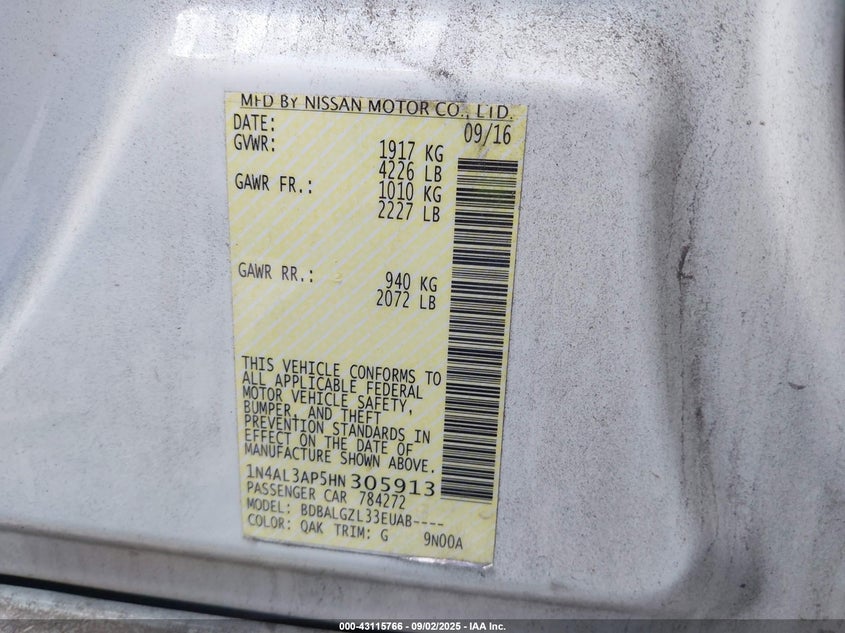 MFD BY NISSAN MOTOR CO., LTD.
DATE: 09/16
GVWR: 1917 KG
4226 LB
GAWR FR.: 1010 KG
2227 LB
GAWR RR.: 2 940 KG
2072 LB
THIS VEHICLE CONFORMS TO
ALL APPLICABLE FEDERAL
MOTOR VEHICLE SAFETY,
BUMPER, AND THEFT
PREVENTION STANDARDS IN
EFFECT ON THE DATE OF
MANUFACTURE SHOWN ABOVE.
1N4AL3AP5HN305913
PASSENGER CAR 784272
MODEL: BDBALGZL33EUAB----
COLOR: QAK TRIM: G 9N00A
000-43115766 - 09/02/2025 - IAA Inc.